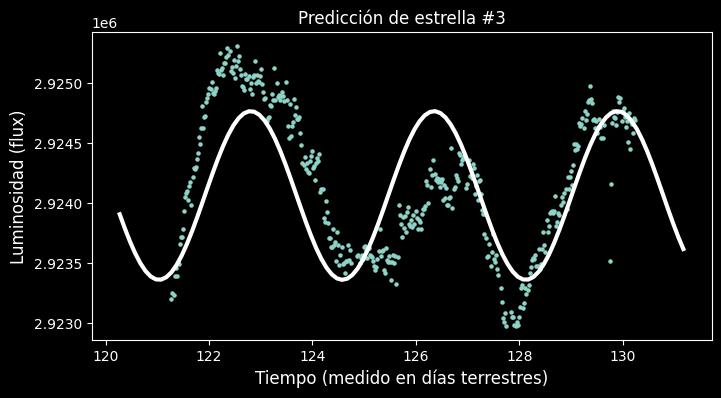 Predicción de estrella #3
1e6
2.9250
2.9245
2.9240
2.9235
2.9230
Luminosidad (flux)
120 122 124 126 128 130
Tiempo (medido en días terrestres)